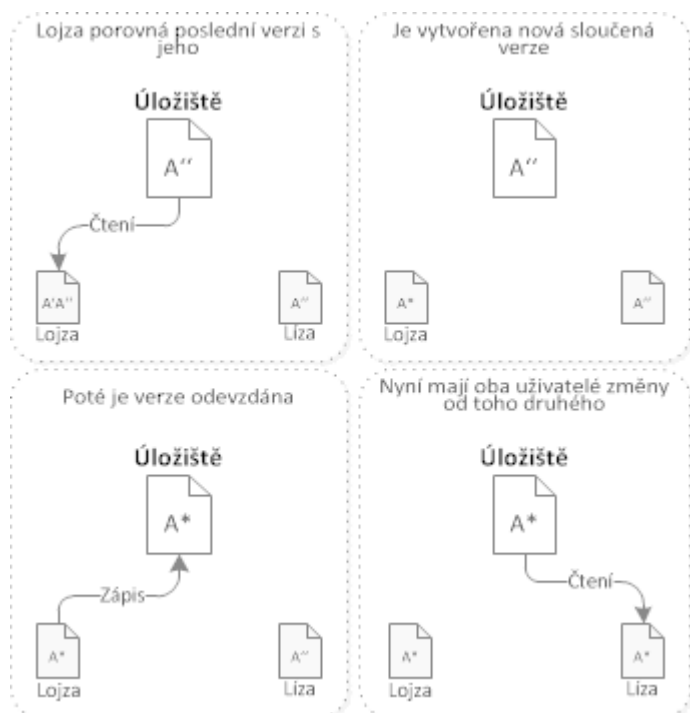 Lojza porovná poslední verzi s
jeho
Úložiště
A´´
Čtení
A'A''
Lojza
A´´
Líza
Je vytvořena nová sloučená
verze
Úložiště
A´´
A*
Lojza
A´´
Poté je verze odevzdána
Úložiště
A*
Zápis
A*
Lojza
A´´
Líza
Nyní mají oba uživatelé změny
od toho druhého
Úložiště
A*
Čtení
A*
Lojza
A*
Líza